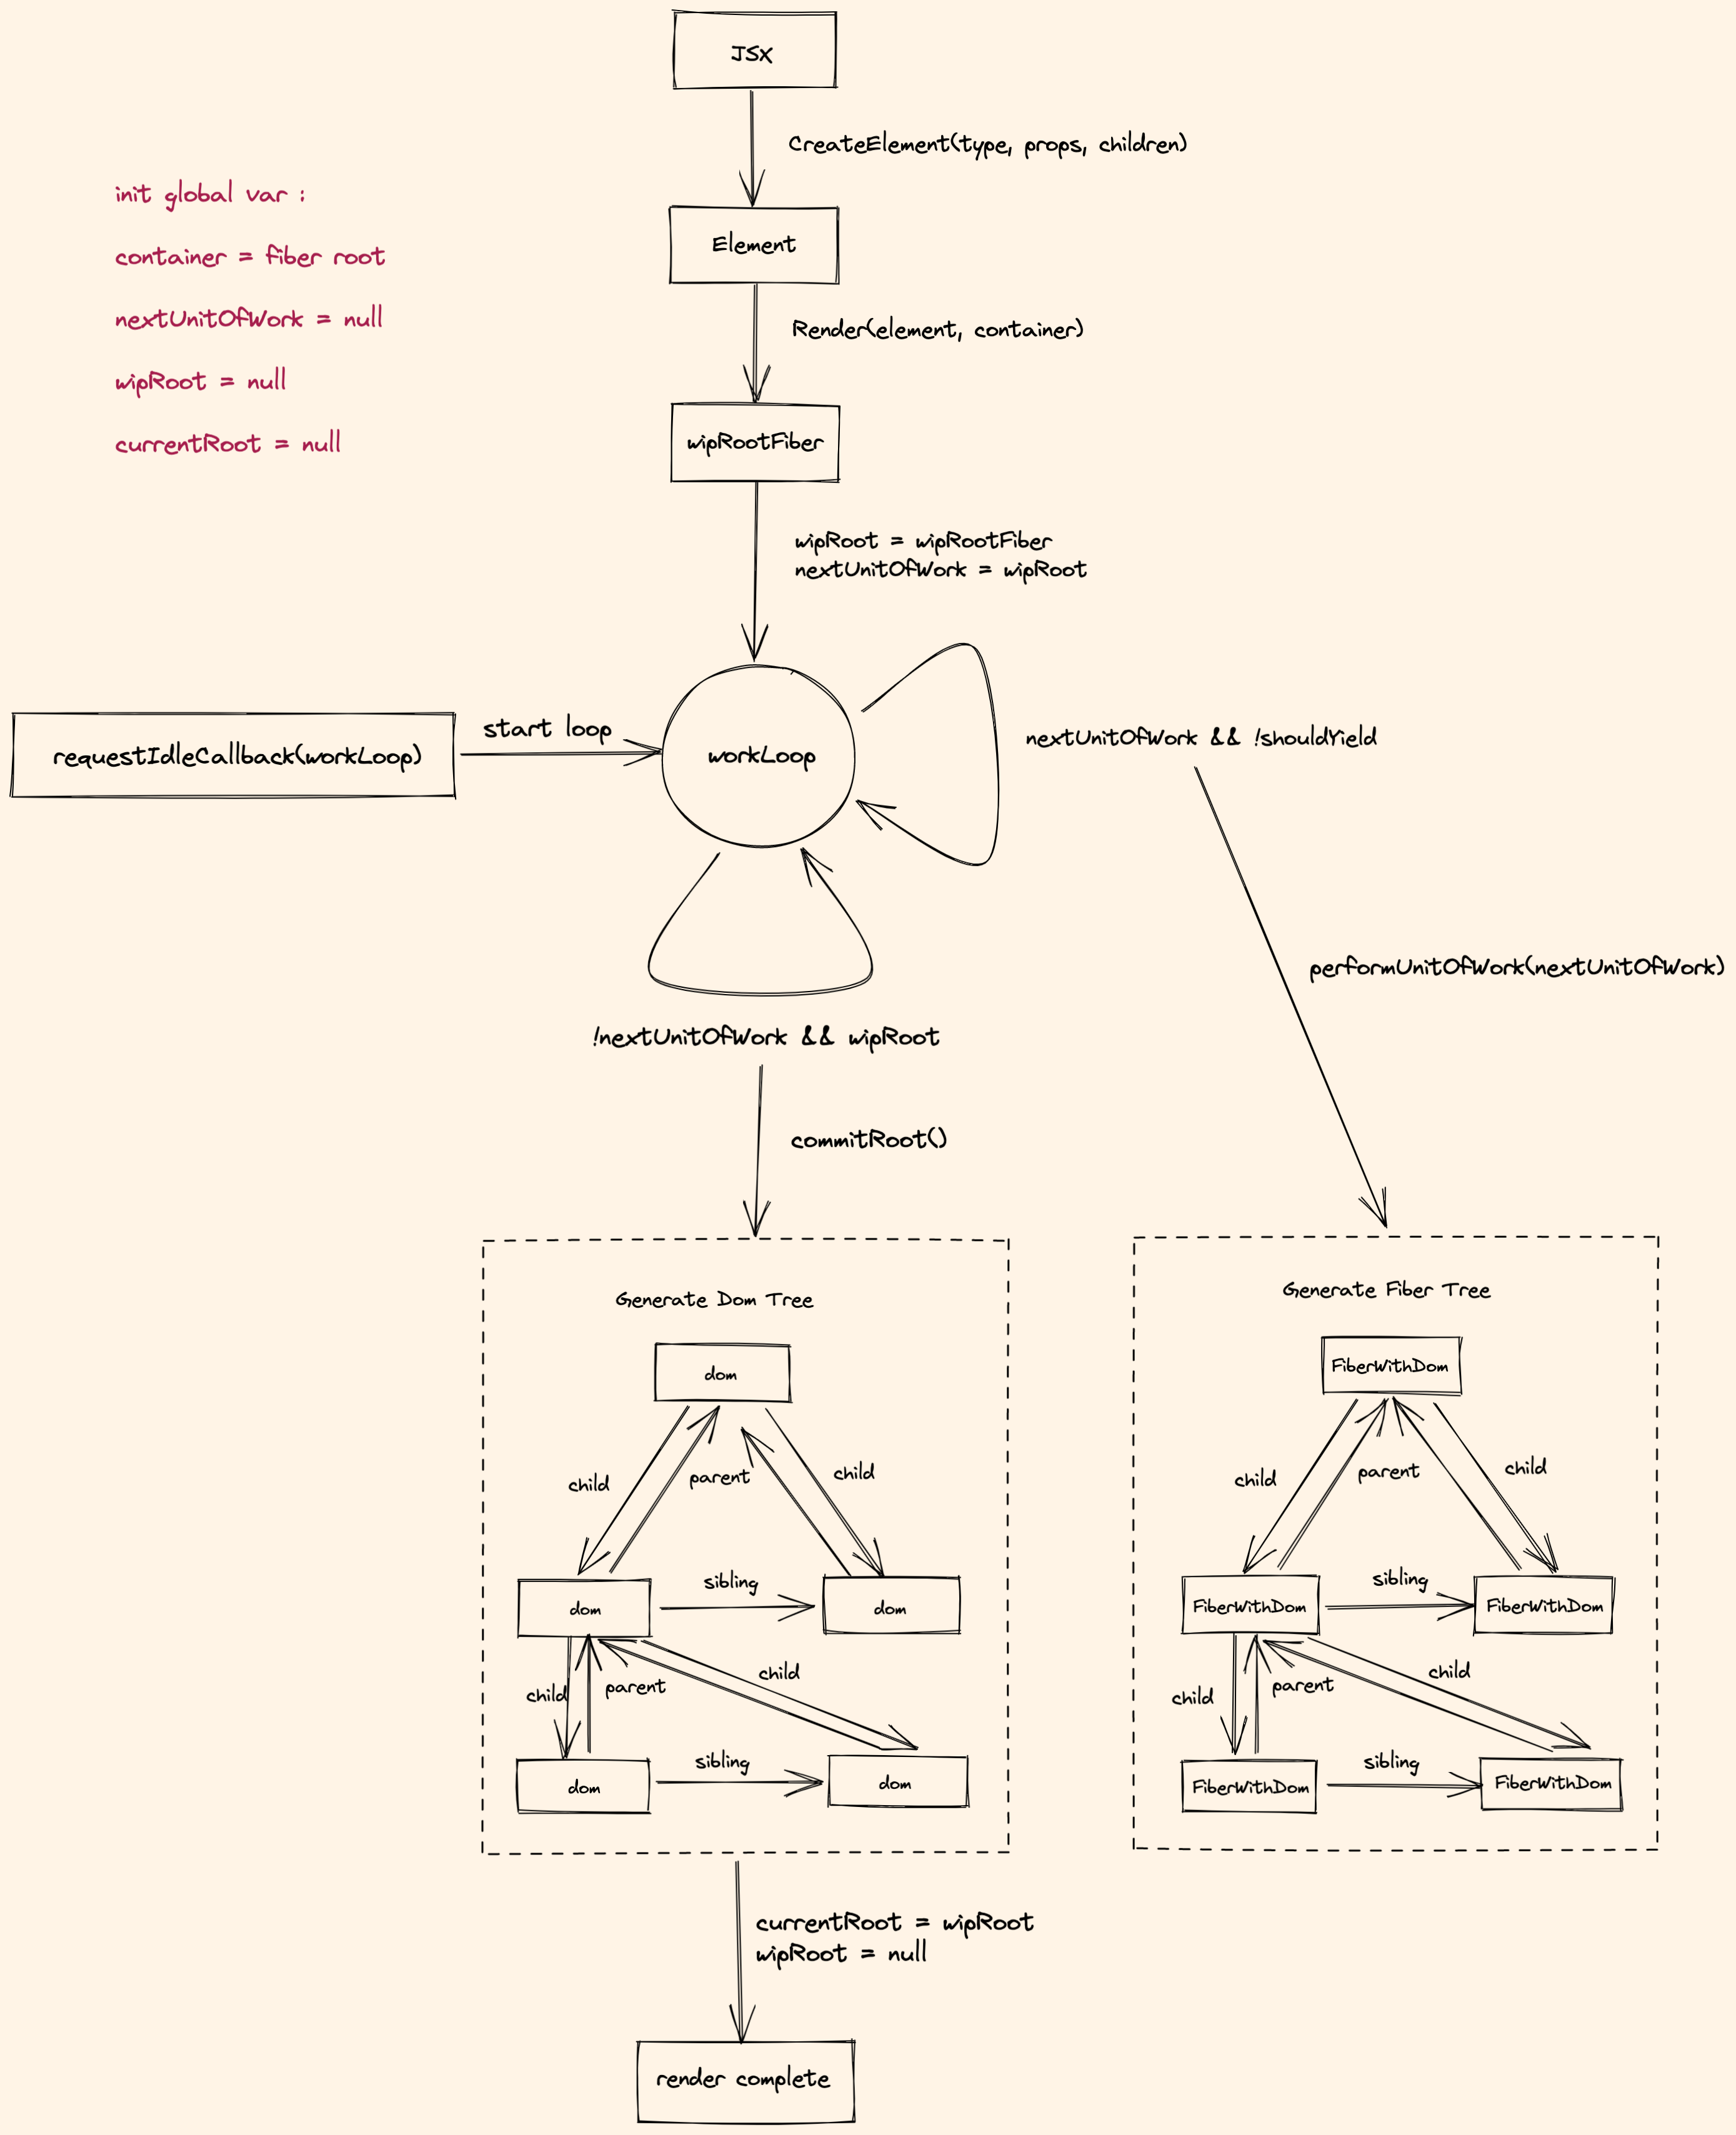 JSX
CreateElement(type, props, children)
init global var :
container = fiber root
nextUnitOfWork = null
wipRoot = null
currentRoot = null
Element
Render(element, container)
wipRootFiber
wipRoot = wipRootFiber
nextUnitOfWork = wipRoot
requestIdleCallback(workLoop)
start loop
workLoop
nextUnitOfWork && !shouldYield
performUnitOfWork(nextUnitOfWork)
!nextUnitOfWork && wipRoot
commitRoot()
Generate Dom Tree
dom
child
parent
child
dom
sibling
dom
child
parent
child
dom
sibling
dom
Generate Fiber Tree
FiberWithDom
child
parent
child
FiberWithDom
sibling
FiberWithDom
child
parent
child
FiberWithDom
sibling
FiberWithDom
currentRoot = wipRoot
wipRoot = null
render complete